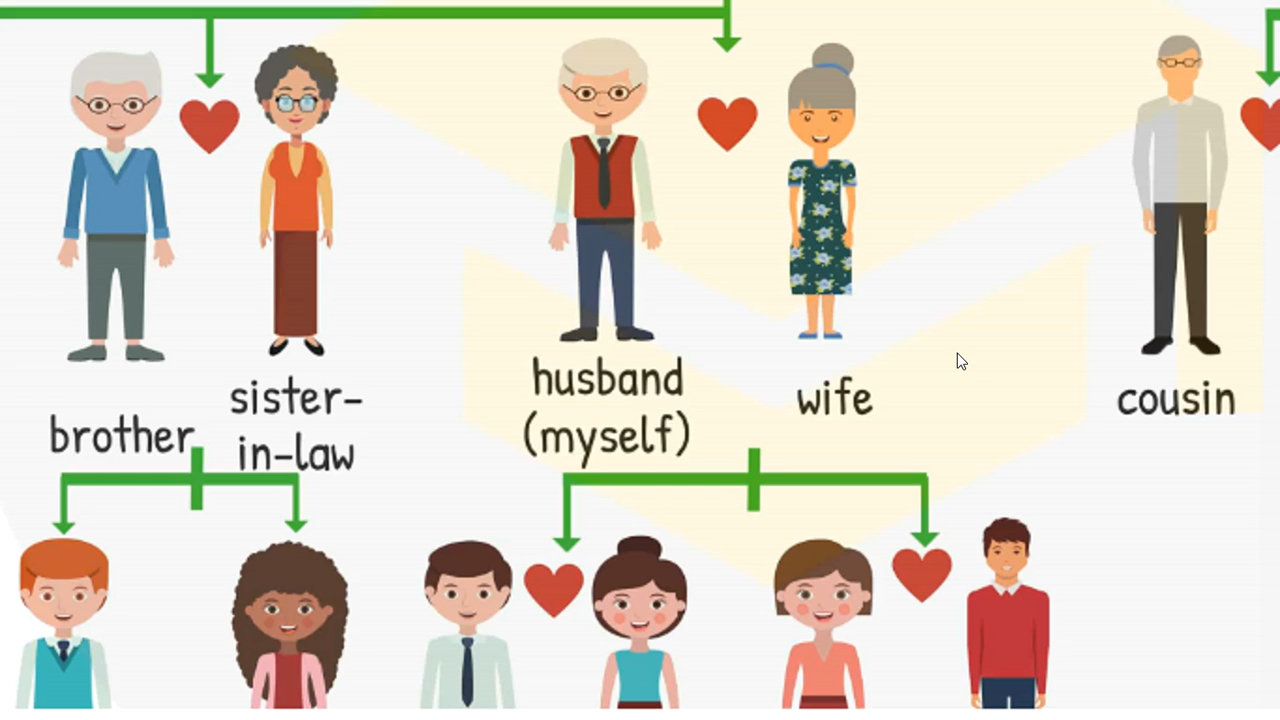 brother
sister-
in-law
husband
(myself)
wife
cousin